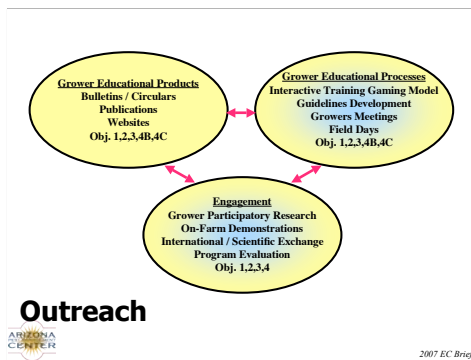 Grower Educational Products
Bulletins / Circulars
Publications
Websites
Obj. 1,2,3,4B,4C
Grower Educational Processes
Interactive Training Gaming Model
Guidelines Development
Growers Meetings
Field Days
Obj. 1,2,3,4B,4C
Engagement
Grower Participatory Research
On-Farm Demonstrations
International / Scientific Exchange
Program Evaluation
Obj. 1,2,3,4
Outreach
ARIZONA
CENTER
2007 EC